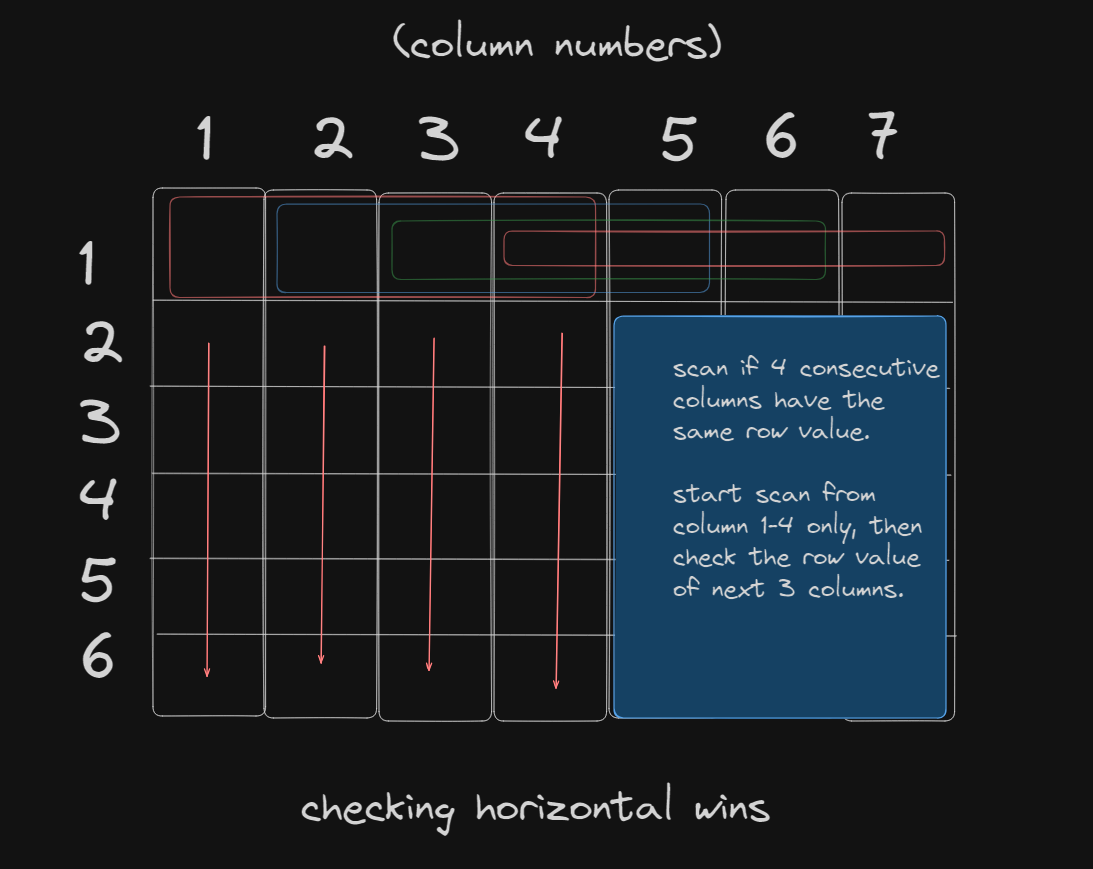 (column numbers)
1 2 3 4 5 6 7
1
2
scan if 4 consecutive
columns have the
3
same row value.
4
start scan from
column 1-4 only, then
check the row value
5
of next 3 columns.
6
checking horizontal wins